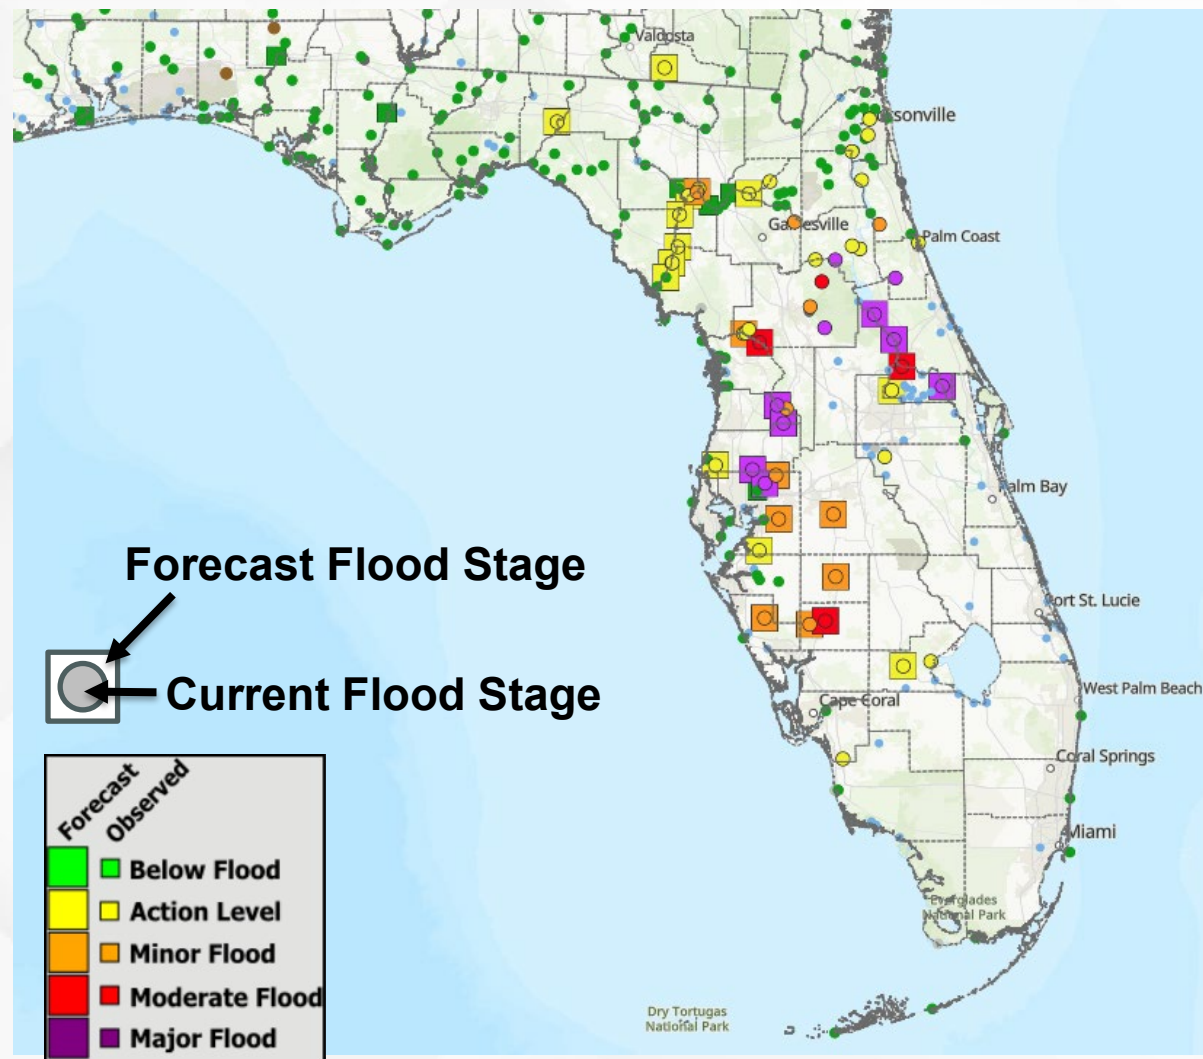 Valdosta
sonville
Gainesville
Palm Coast
Palm Bay
Forecast Flood Stage
Port St. Lucie
Current Flood Stage
West Palm Beach
Cape Coral
Coral Springs
Miami
Forecast
Observed
Below Flood
Action Level
Minor Flood
Moderate Flood
Major Flood
Everglades
National Park
Dry Tortugas
National Park